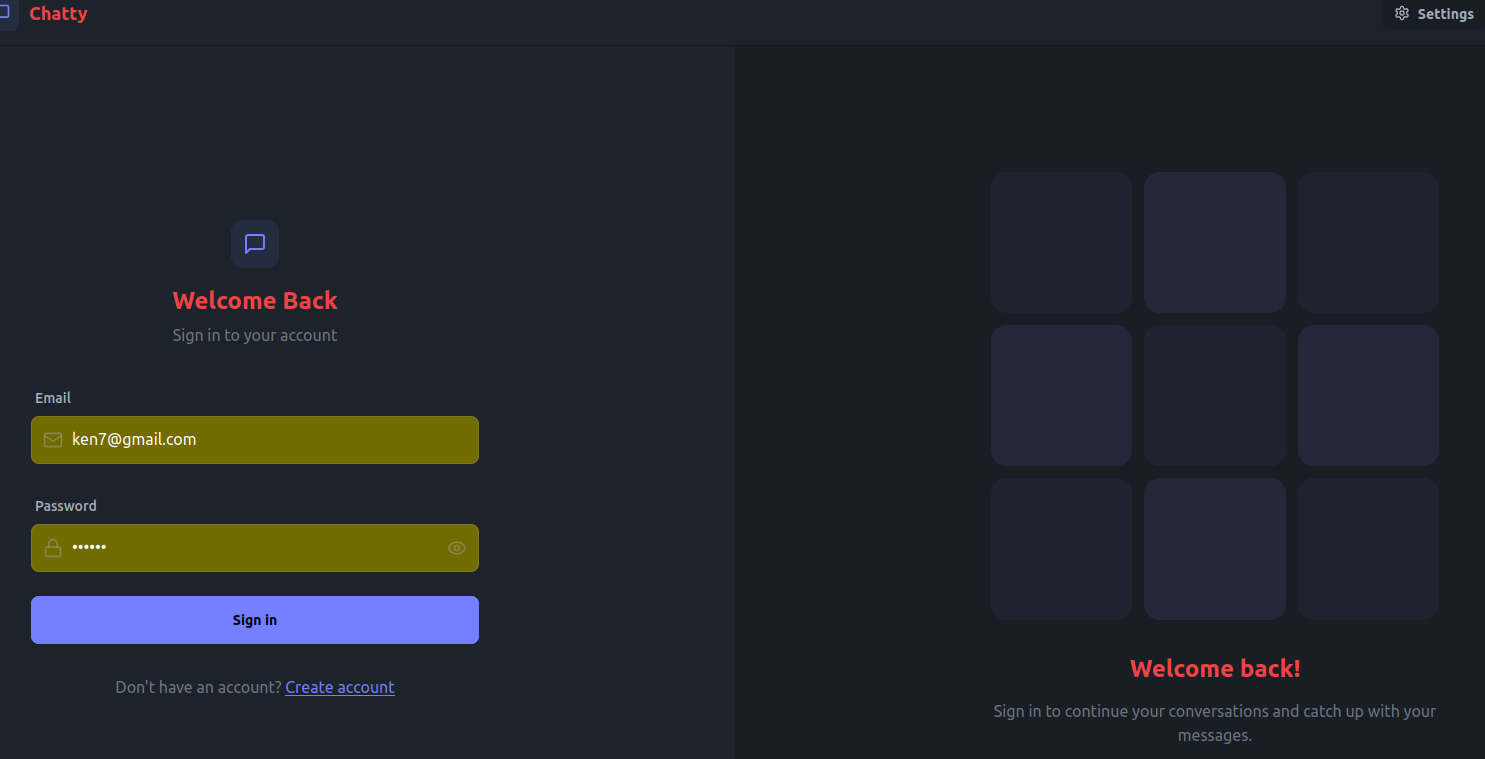 Chatty
Settings
Welcome Back
Sign in to your account
Email
ken7@gmail.com
Password
••••••
Sign in
Don't have an account? Create account
Welcome back!
Sign in to continue your conversations and catch up with your
messages.